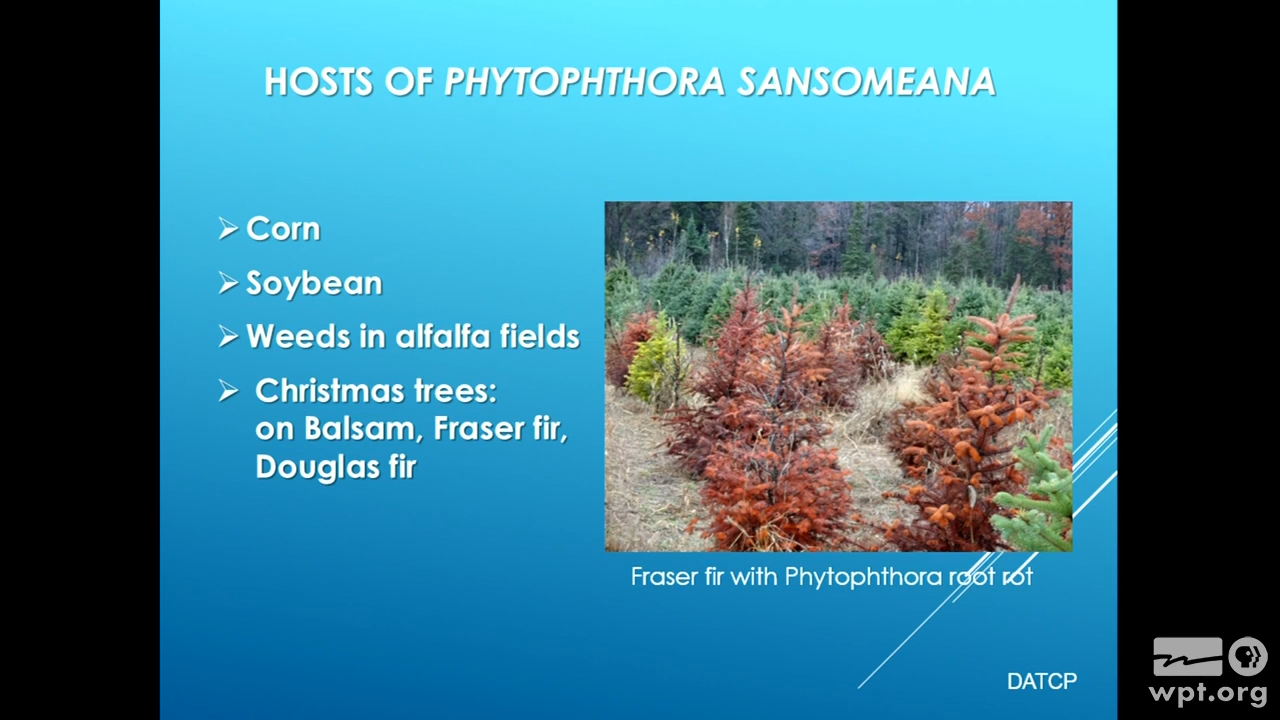 HOSTS OF PHYTOPHTHORA SANSOMEANA
Corn
Soybean
Weeds in alfalfa fields
Christmas trees:
on Balsam, Fraser fir,
Douglas fir
Fraser fir with Phytophthora root rot
DATCP
wpt.org